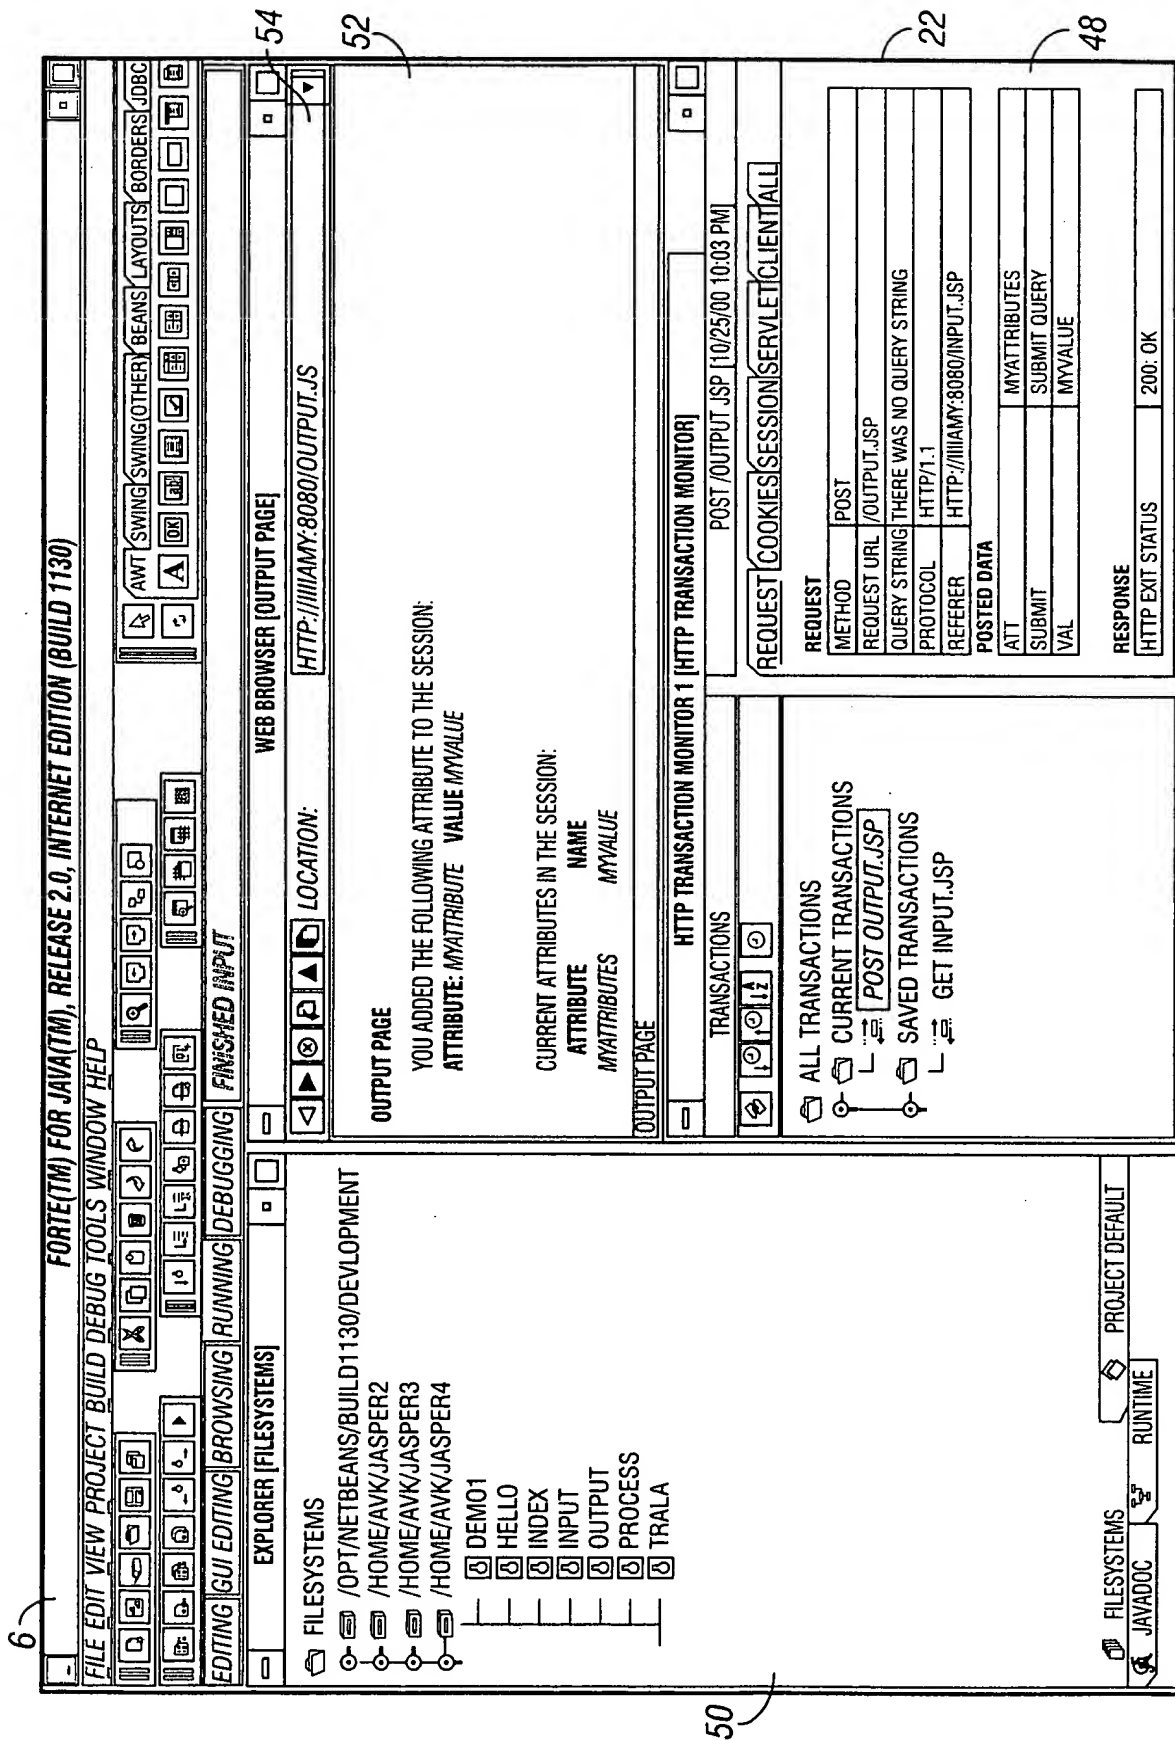 6
FORTE(TM) FOR JAVA(TM), RELEASE 2.0, INTERNET EDITION (BUILD 1130)
FILE EDIT VIEW PROJECT BUILD DEBUG TOOLS WINDOW HELP
AWT SWING SWING(OTHER) BEANS LAYOUTS BORDERS JDBC
A OK ab
EDITING GUI EDITING BROWSING RUNNING DEBUGGING FINISHED INPUT
EXPLORER [FILESYSTEMS]
FILESYSTEMS
/OPT/NETBEANS/BUILD1130/DEVLOPMENT
/HOME/AVK/JASPER2
/HOME/AVK/JASPER3
/HOME/AVK/JASPER4
DEMO1
HELLO
INDEX
INPUT
OUTPUT
PROCESS
TRALA
FILESYSTEMS
PROJECT DEFAULT
JAVADOC
RUNTIME
50
WEB BROWSER [OUTPUT PAGE]
LOCATION:
HTTP://IIIIAMY:8080/OUTPUT.JS
54
OUTPUT PAGE
YOU ADDED THE FOLLOWING ATTRIBUTE TO THE SESSION:
ATTRIBUTE: MYATTRIBUTE VALUE MYVALUE
CURRENT ATTRIBUTES IN THE SESSION:
ATTRIBUTE NAME
MYATTRIBUTES MYVALUE
OUTPUT PAGE
52
HTTP TRANSACTION MONITOR 1 [HTTP TRANSACTION MONITOR]
TRANSACTIONS
A Z
ALL TRANSACTIONS
CURRENT TRANSACTIONS
POST OUTPUT.JSP
SAVED TRANSACTIONS
GET INPUT.JSP
POST /OUTPUT JSP [10/25/00 10:03 PM]
REQUEST COOKIES SESSION SERVLET CLIENT ALL
REQUEST
METHOD POST
REQUEST URL /OUTPUT.JSP
QUERY STRING THERE WAS NO QUERY STRING
PROTOCOL HTTP/1.1
REFERER HTTP://IIIIAMY:8080/INPUT.JSP
POSTED DATA
ATT MYATTRIBUTES
SUBMIT SUBMIT QUERY
VAL MYVALUE
RESPONSE
HTTP EXIT STATUS 200: OK
22
48